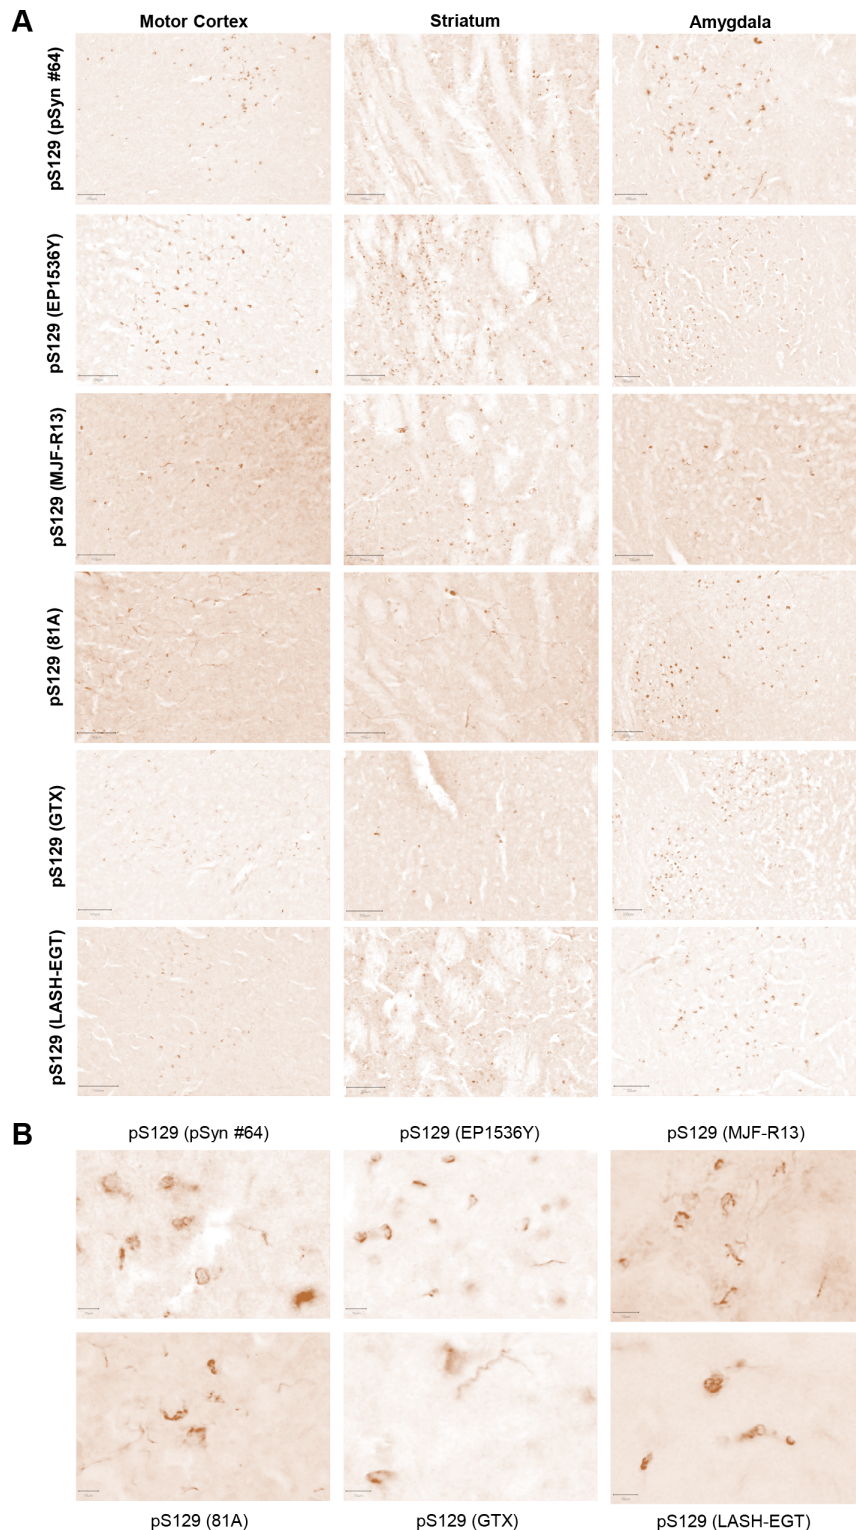 A
Motor Cortex
Striatum
Amygdala
pS129 (pSyn #64)
pS129 (EP1536Y)
pS129 (MJF-R13)
pS129 (81A)
pS129 (GTX)
pS129 (LASH-EGT)
B
pS129 (pSyn #64)
pS129 (EP1536Y)
pS129 (MJF-R13)
pS129 (81A)
pS129 (GTX)
pS129 (LASH-EGT)